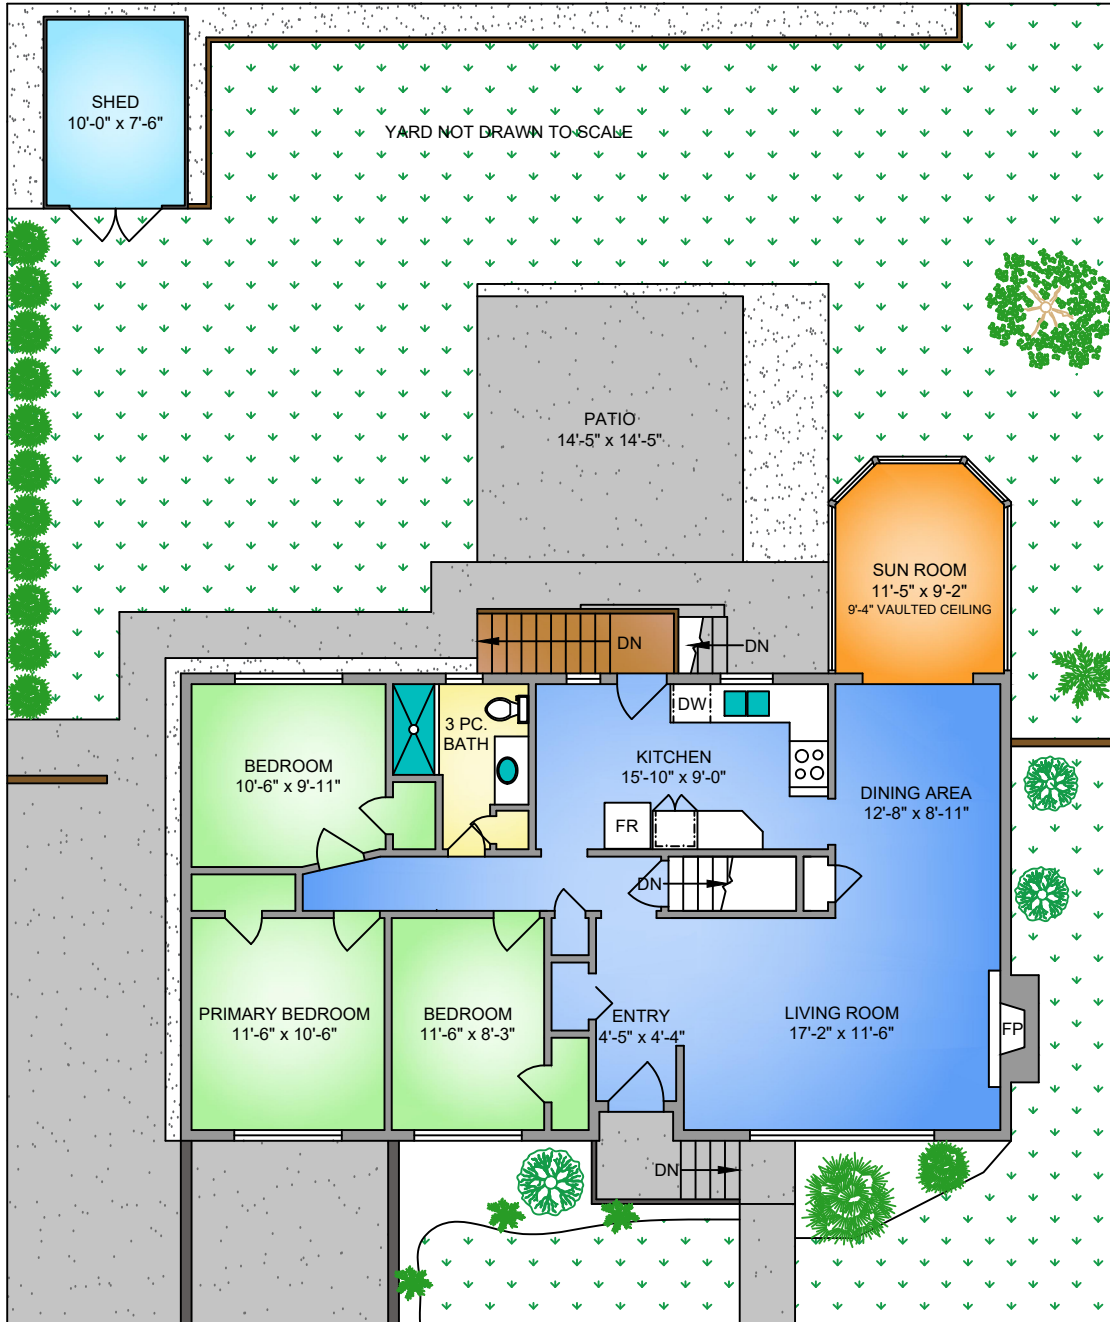 SHED
10'-0" x 7'-6"
YARD NOT DRAWN TO SCALE
PATIO
14'-5" x 14'-5"
SUN ROOM
11'-5" x 9'-2"
9'-4" VAULTED CEILING
DN
DN
3 PC.
BATH
DW
BEDROOM
10'-6" x 9'-11"
KITCHEN
15'-10" x 9'-0"
DINING AREA
12'-8" x 8'-11"
FR
DN
PRIMARY BEDROOM
11'-6" x 10'-6"
BEDROOM
11'-6" x 8'-3"
ENTRY
4'-5" x 4'-4"
LIVING ROOM
17'-2" x 11'-6"
FP
DN